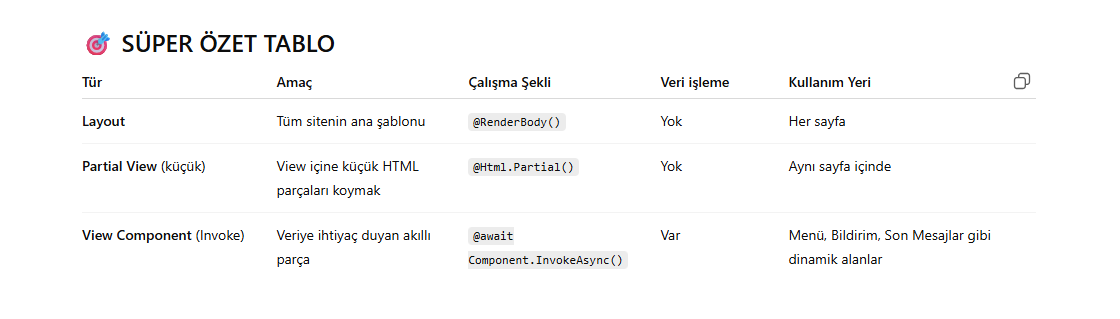 🎯 SÜPER ÖZET TABLO
Tür Amaç Çalışma Şekli Veri işleme Kullanım Yeri
Layout Tüm sitenin ana şablonu @RenderBody() Yok Her sayfa
Partial View (küçük) View içine küçük HTML @Html.Partial() Yok Aynı sayfa içinde
parçaları koymak
View Component (Invoke) Veriye ihtiyaç duyan akıllı @await Var Menü, Bildirim, Son Mesajlar gibi
parça Component.InvokeAsync() dinamik alanlar